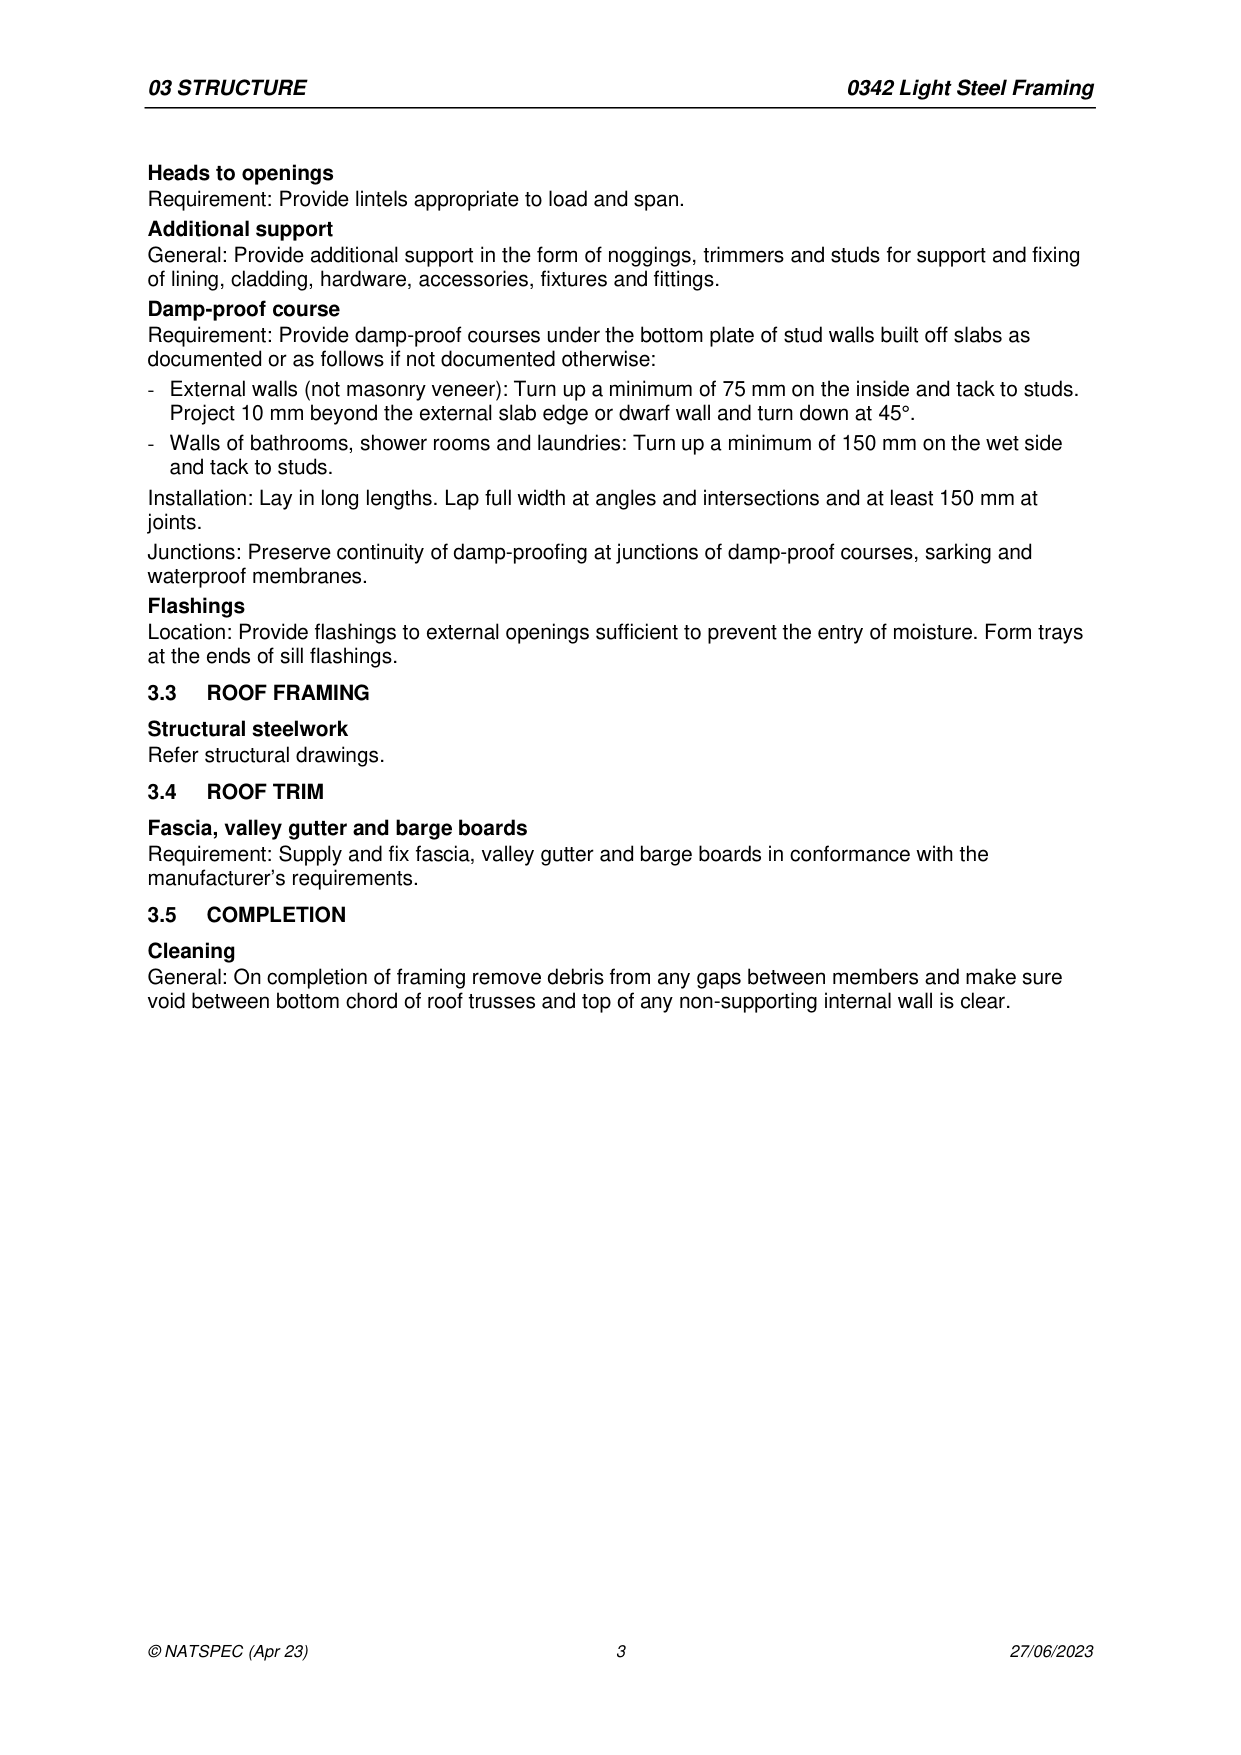 03 STRUCTURE 0342 Light Steel Framing
Heads to openings
Requirement: Provide lintels appropriate to load and span.
Additional support
General: Provide additional support in the form of noggings, trimmers and studs for support and fixing
of lining, cladding, hardware, accessories, fixtures and fittings.
Damp-proof course
Requirement: Provide damp-proof courses under the bottom plate of stud walls built off slabs as
documented or as follows if not documented otherwise:
- External walls (not masonry veneer): Turn up a minimum of 75 mm on the inside and tack to studs.
Project 10 mm beyond the external slab edge or dwarf wall and turn down at 45°.
- Walls of bathrooms, shower rooms and laundries: Turn up a minimum of 150 mm on the wet side
and tack to studs.
Installation: Lay in long lengths. Lap full width at angles and intersections and at least 150 mm at
joints.
Junctions: Preserve continuity of damp-proofing at junctions of damp-proof courses, sarking and
waterproof membranes.
Flashings
Location: Provide flashings to external openings sufficient to prevent the entry of moisture. Form trays
at the ends of sill flashings.
3.3 ROOF FRAMING
Structural steelwork
Refer structural drawings.
3.4 ROOF TRIM
Fascia, valley gutter and barge boards
Requirement: Supply and fix fascia, valley gutter and barge boards in conformance with the
manufacturer’s requirements.
3.5 COMPLETION
Cleaning
General: On completion of framing remove debris from any gaps between members and make sure
void between bottom chord of roof trusses and top of any non-supporting internal wall is clear.
© NATSPEC (Apr 23) 3 27/06/2023